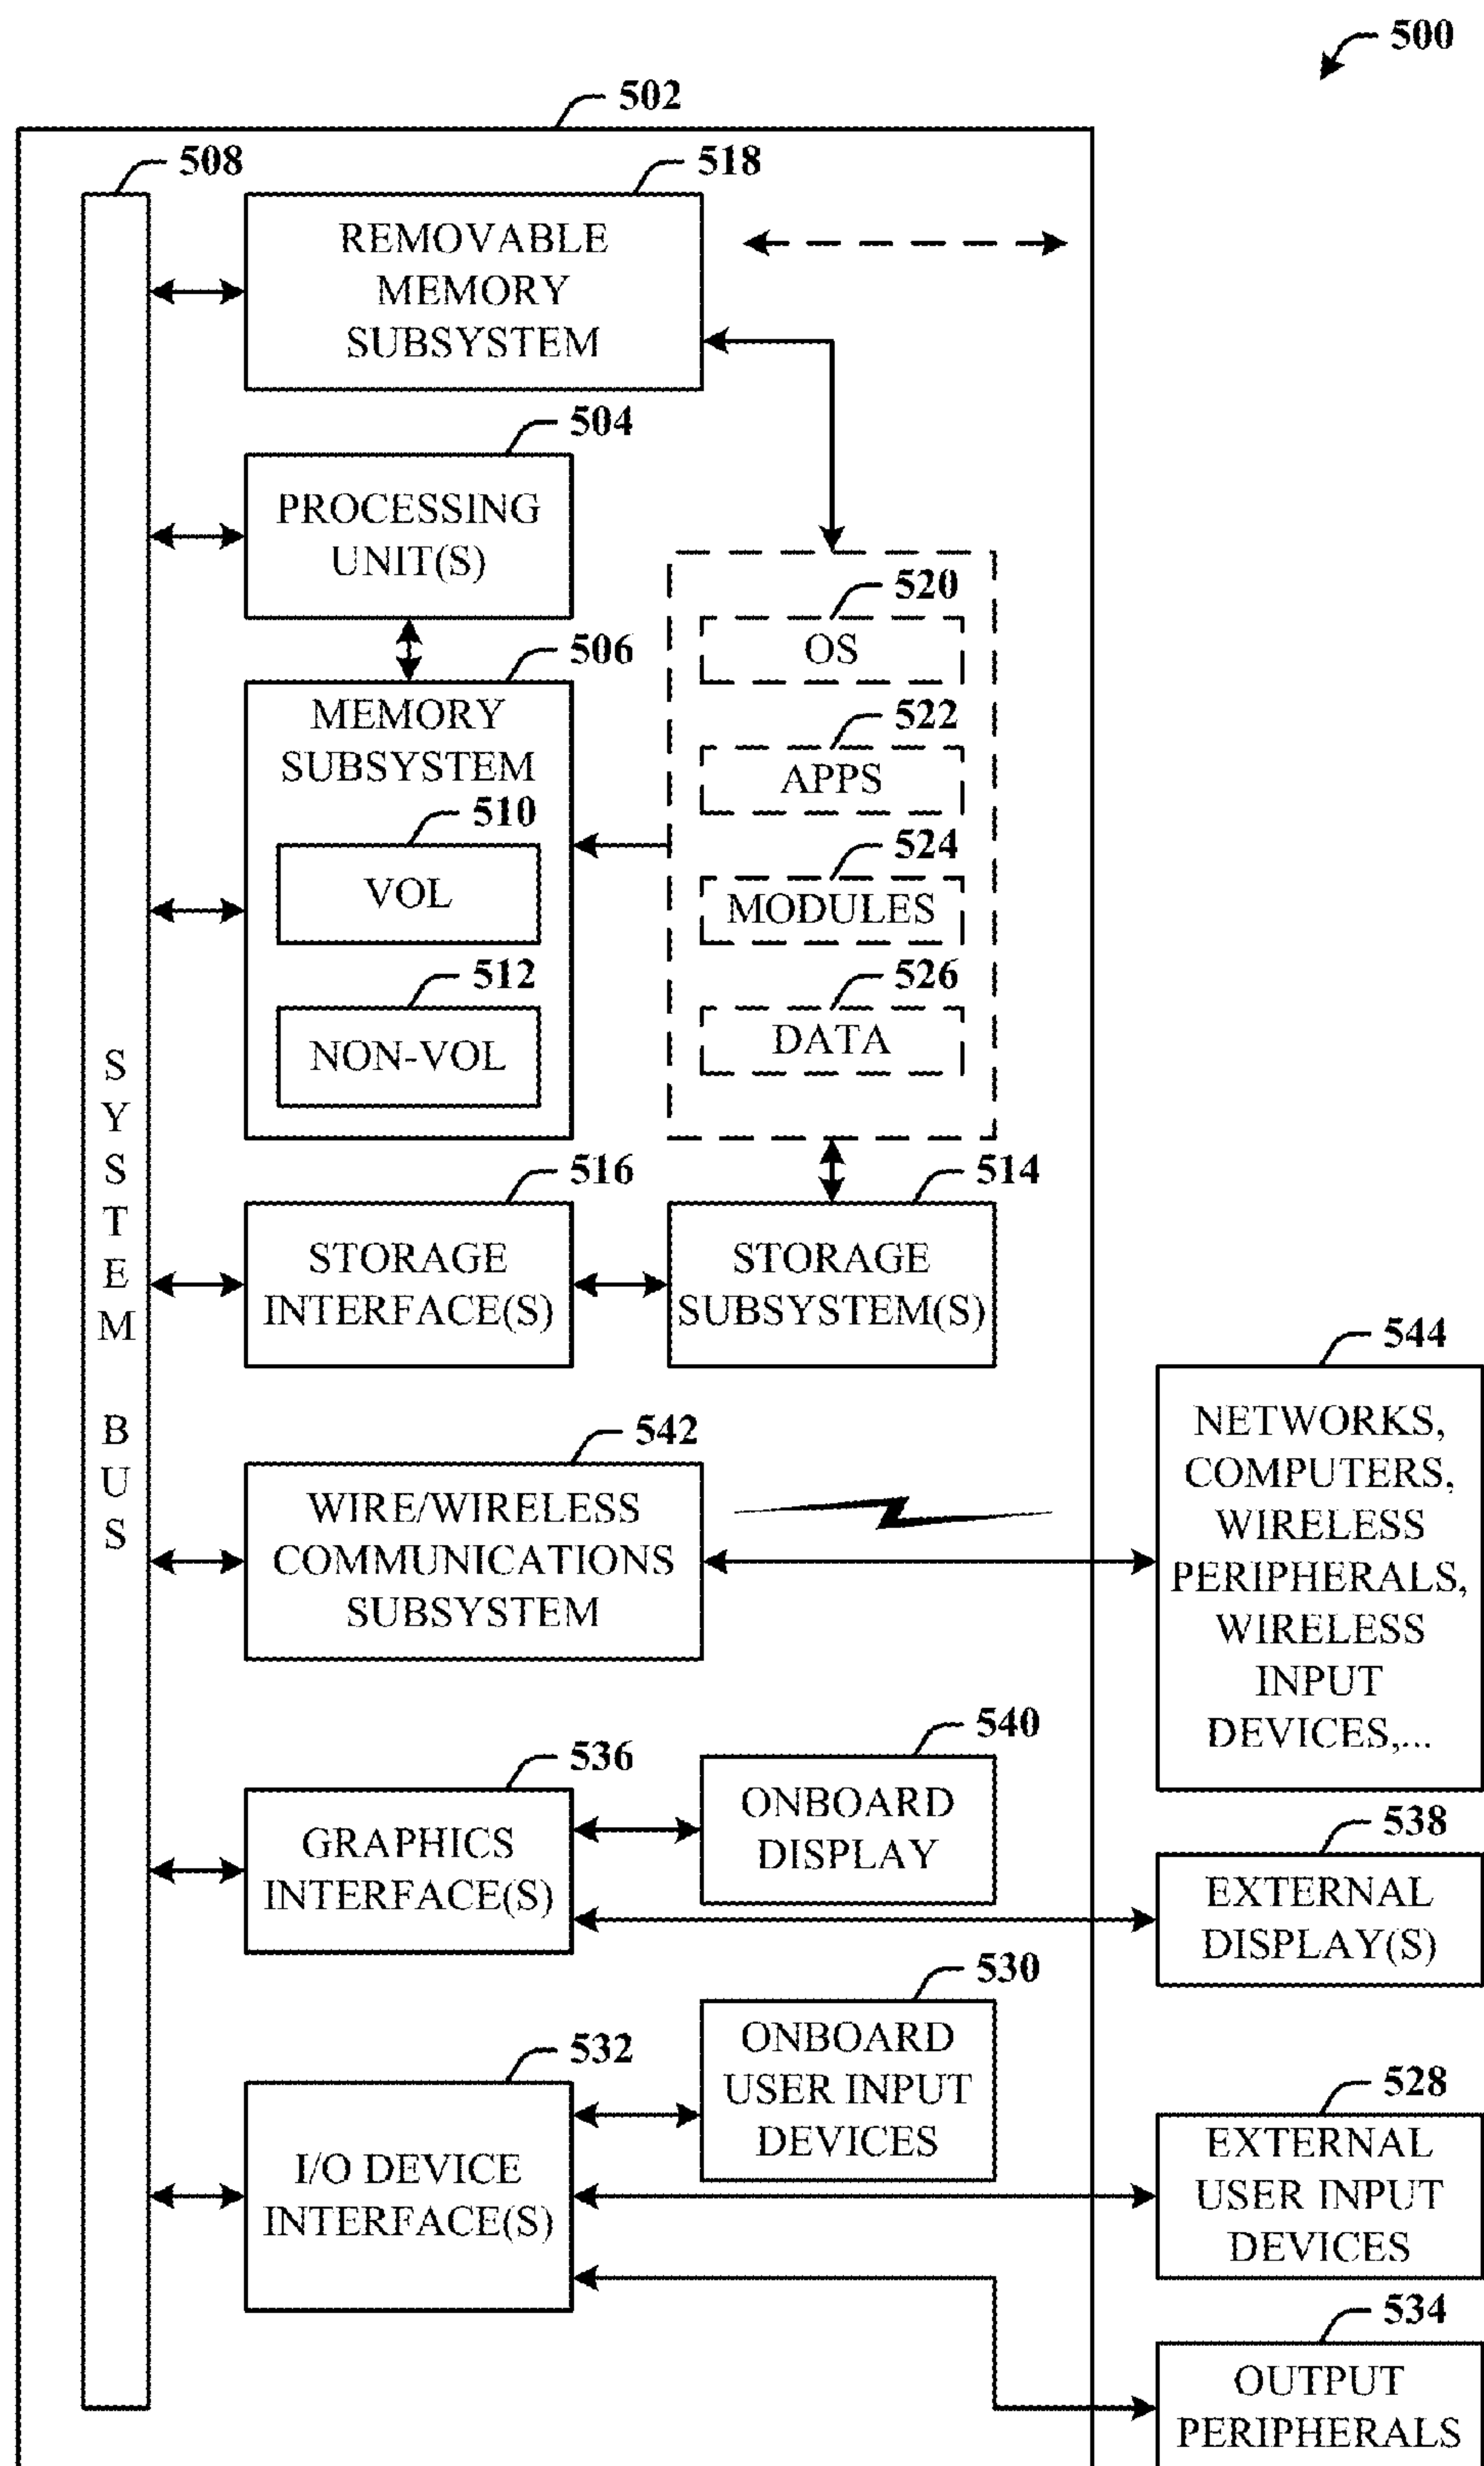 500
502
508
518
REMOVABLE
MEMORY
SUBSYSTEM
504
PROCESSING
UNIT(S)
506
MEMORY
SUBSYSTEM
510
VOL
512
NON-VOL
520
OS
522
APPS
524
MODULES
526
DATA
SYSTEM BUS
516
STORAGE
INTERFACE(S)
514
STORAGE
SUBSYSTEM(S)
542
WIRE/WIRELESS
COMMUNICATIONS
SUBSYSTEM
544
NETWORKS,
COMPUTERS,
WIRELESS
PERIPHERALS,
WIRELESS
INPUT
DEVICES,...
536
GRAPHICS
INTERFACE(S)
540
ONBOARD
DISPLAY
538
EXTERNAL
DISPLAY(S)
532
I/O DEVICE
INTERFACE(S)
530
ONBOARD
USER INPUT
DEVICES
528
EXTERNAL
USER INPUT
DEVICES
534
OUTPUT
PERIPHERALS